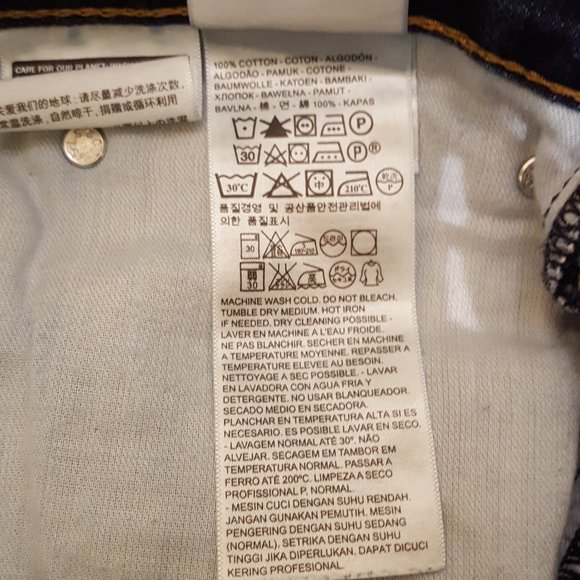 CARE FOR OUR PLANET
关爱我们的地球:请尽量减少洗涤次数,
常温洗涤,自然晾干,捐赠或循环利用
100% COTTON - COTON - ALGODÓN -
ALGODÃO - PAMUK - COTONE -
BAUMWOLLE - KATOEN - BAMBAKI -
ХЛОПОК - BAWEŁNA - PAMUT -
BAVLNA - 棉 - 면 - 綿 100% - KAPAS
P
30 P ®
30℃ 中 210℃ P
품질경영 및 공산품안전관리법에
의한 품질표시
30 180-210
30
MACHINE WASH COLD. DO NOT BLEACH.
TUMBLE DRY MEDIUM. HOT IRON
IF NEEDED. DRY CLEANING POSSIBLE -
LAVER EN MACHINE A L'EAU FROIDE.
NE PAS BLANCHIR. SECHER EN MACHINE
A TEMPERATURE MOYENNE. REPASSER A
TEMPERATURE ELEVEE AU BESOIN.
NETTOYAGE A SEC POSSIBLE. - LAVAR
EN LAVADORA CON AGUA FRIA Y
DETERGENTE. NO USAR BLANQUEADOR.
SECADO MEDIO EN SECADORA.
PLANCHAR EN TEMPERATURA ALTA SI ES
NECESARIO. ES POSIBLE LAVAR EN SECO.
- LAVAGEM NORMAL ATÉ 30º. NÃO
ALVEJAR. SECAGEM EM TAMBOR EM
TEMPERATURA NORMAL. PASSAR A
FERRO ATÉ 200ºC. LIMPEZA A SECO
PROFISSIONAL P, NORMAL.
- MESIN CUCI DENGAN SUHU RENDAH.
JANGAN GUNAKAN PEMUTIH. MESIN
PENGERING DENGAN SUHU SEDANG
(NORMAL). SETRIKA DENGAN SUHU
TINGGI JIKA DIPERLUKAN. DAPAT DICUCI
KERING PROFESIONAL.